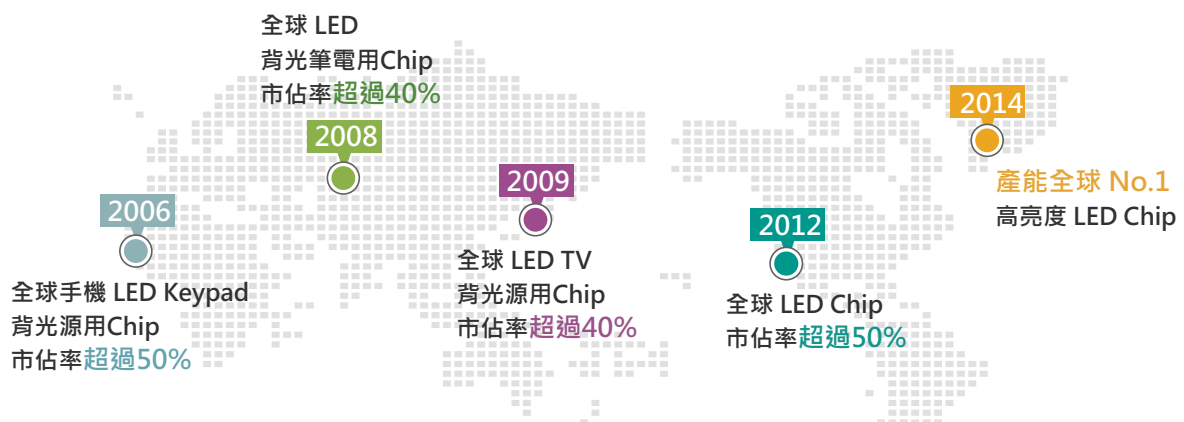 2006
全球手機 LED Keypad
背光源用Chip
市佔率超過50%
全球 LED
背光筆電用Chip
市佔率超過40%
2008
2009
全球 LED TV
背光源用Chip
市佔率超過40%
2012
全球 LED Chip
市佔率超過50%
2014
產能全球 No.1
高亮度 LED Chip